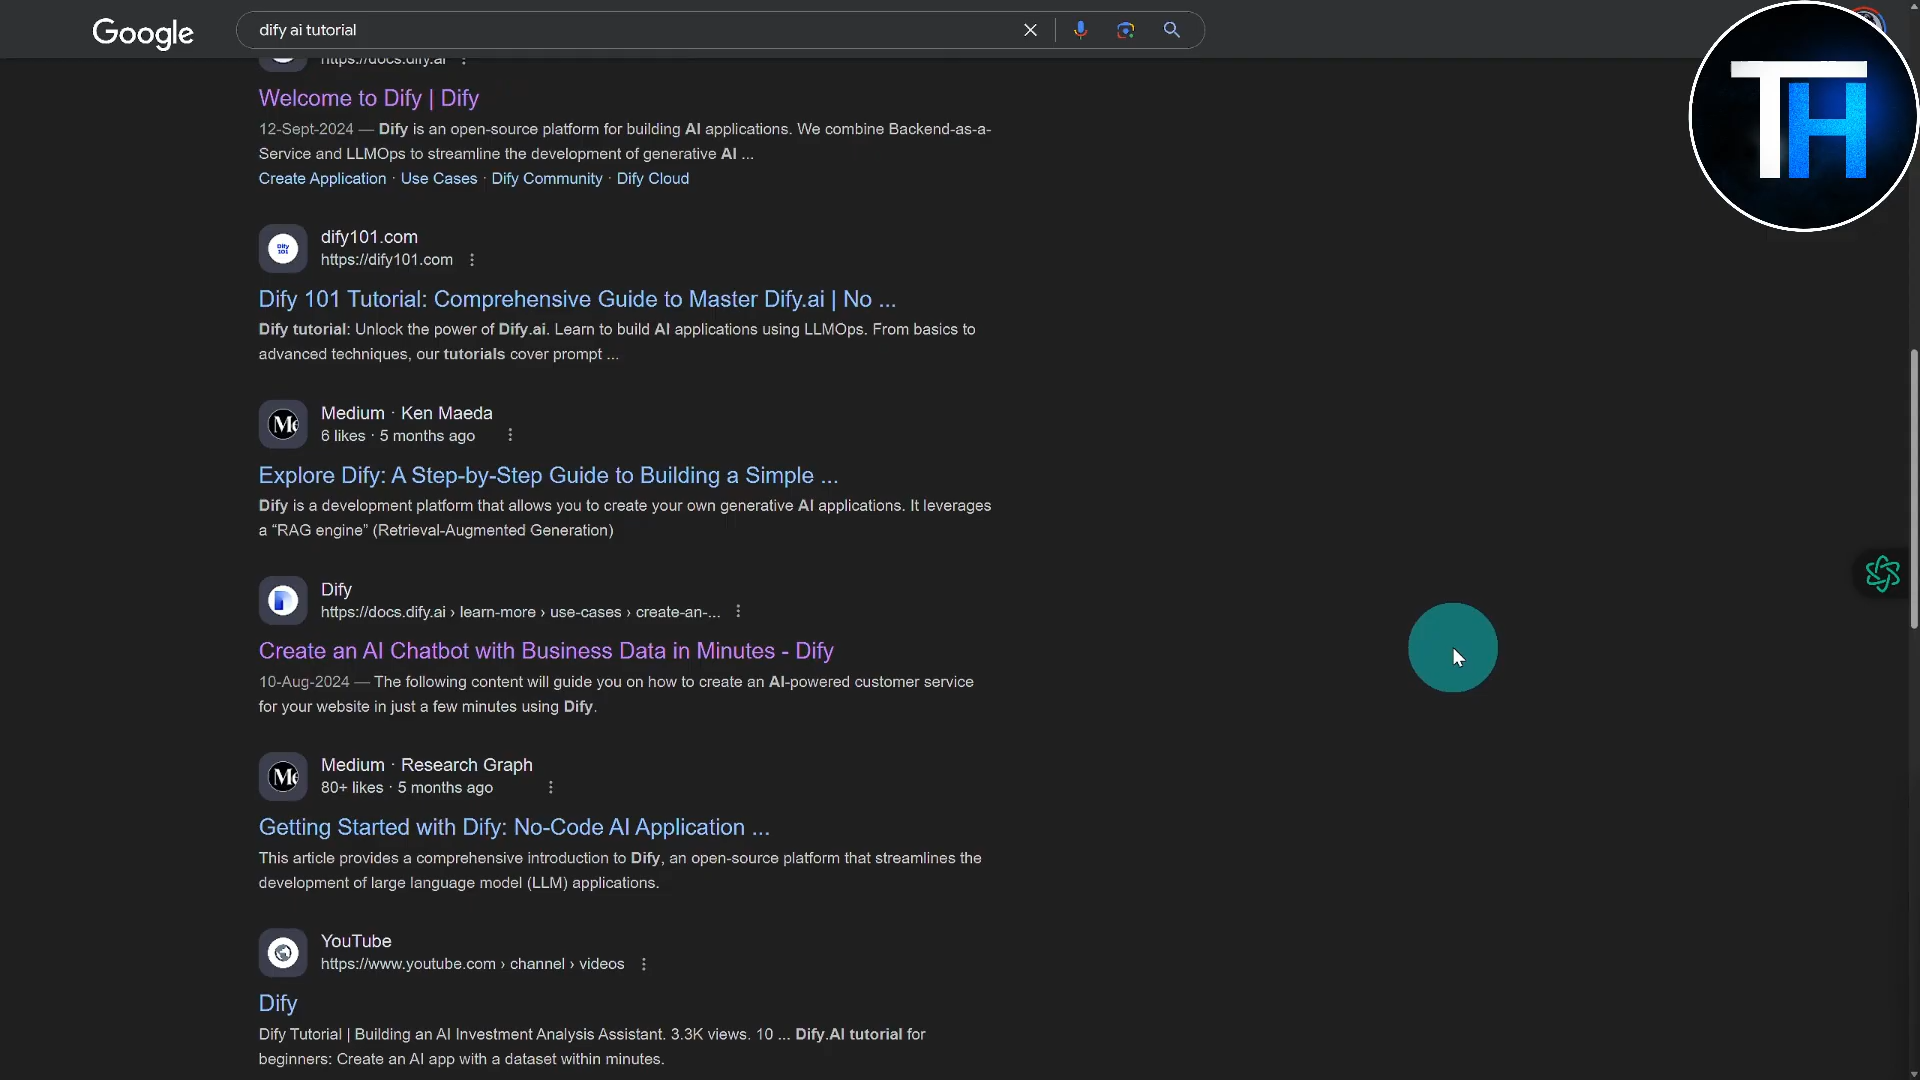 Google
dify ai tutorial
TH
https://docs.dify.ai
Welcome to Dify | Dify
12-Sept-2024 — Dify is an open-source platform for building AI applications. We combine Backend-as-a-
Service and LLMOps to streamline the development of generative AI ...
Create Application · Use Cases · Dify Community · Dify Cloud
Dify 101
dify101.com
https://dify101.com
Dify 101 Tutorial: Comprehensive Guide to Master Dify.ai | No ...
Dify tutorial: Unlock the power of Dify.ai. Learn to build AI applications using LLMOps. From basics to
advanced techniques, our tutorials cover prompt ...
Medium · Ken Maeda
6 likes · 5 months ago
Explore Dify: A Step-by-Step Guide to Building a Simple ...
Dify is a development platform that allows you to create your own generative AI applications. It leverages
a “RAG engine” (Retrieval-Augmented Generation)
Dify
https://docs.dify.ai › learn-more › use-cases › create-an-...
Create an AI Chatbot with Business Data in Minutes - Dify
10-Aug-2024 — The following content will guide you on how to create an AI-powered customer service
for your website in just a few minutes using Dify.
Medium · Research Graph
80+ likes · 5 months ago
Getting Started with Dify: No-Code AI Application ...
This article provides a comprehensive introduction to Dify, an open-source platform that streamlines the
development of large language model (LLM) applications.
YouTube
https://www.youtube.com › channel › videos
Dify
Dify Tutorial | Building an AI Investment Analysis Assistant. 3.3K views. 10 ... Dify.AI tutorial for
beginners: Create an AI app with a dataset within minutes.